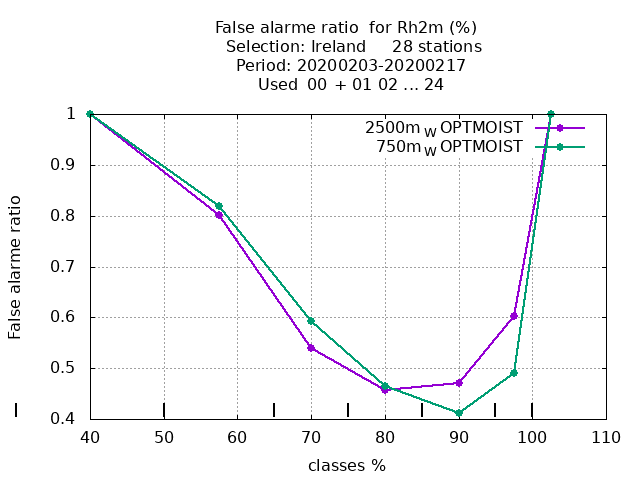 False alarme ratio  for Rh2m (%)
Selection: Ireland     28 stations
Period: 20200203-20200217
Used  00  + 01 02 ... 24
2500m W OPTMOIST
750m W OPTMOIST
False alarme ratio
1
0.9
0.8
0.7
0.6
0.5
0.4
40 50 60 70 80 90 100 110
classes %